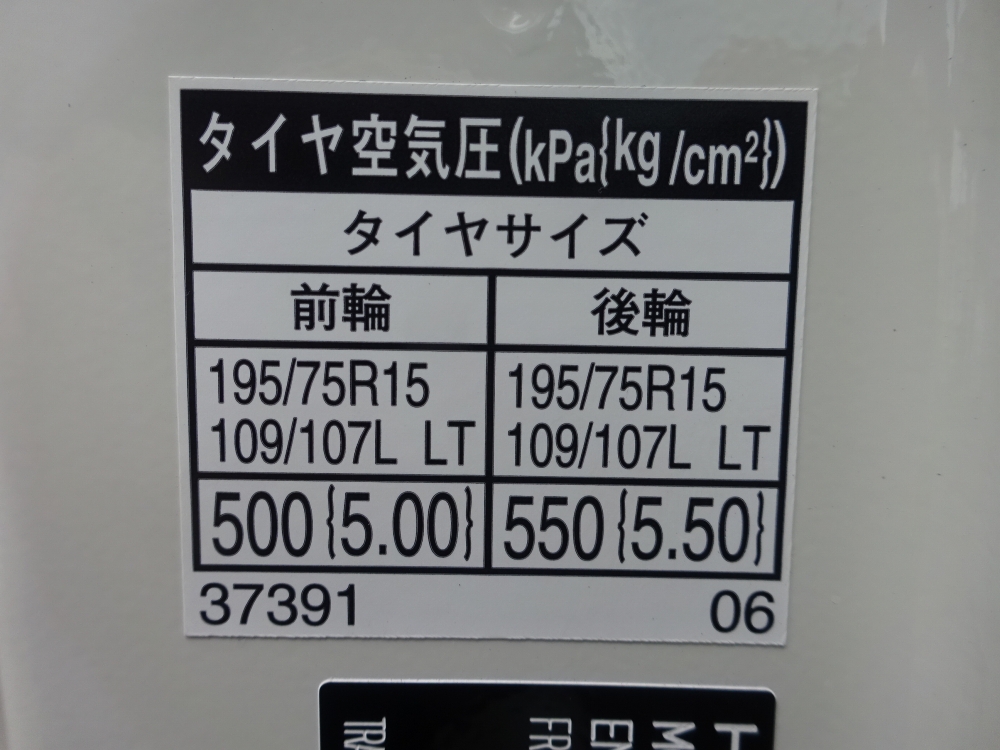 タイヤ空気圧(kPa{kg/cm²})
タイヤサイズ
前輪 後輪
195/75R15 195/75R15
109/107L LT 109/107L LT
500{5.00} 550{5.50}
37391 06